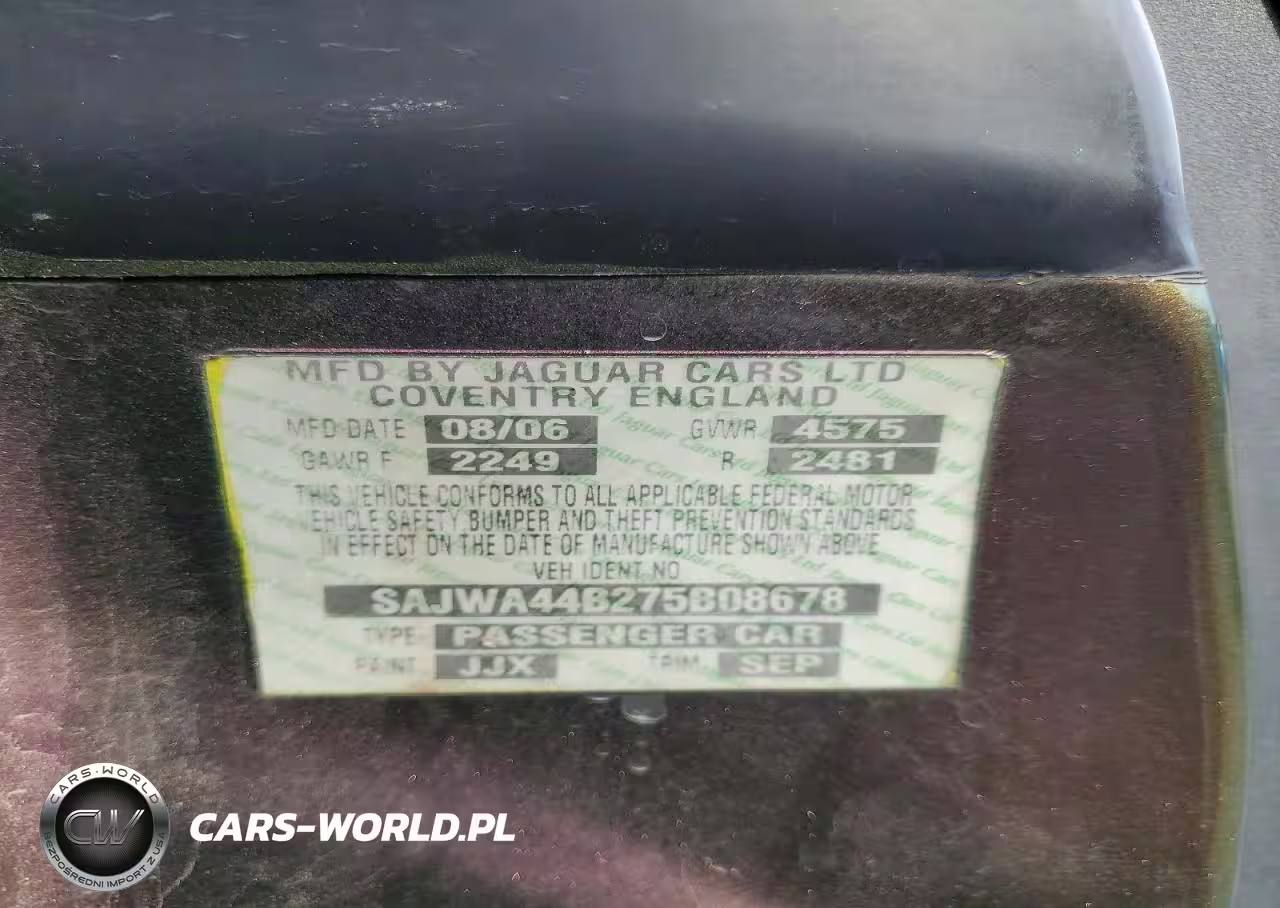 MFD BY JAGUAR CARS LTD
COVENTRY ENGLAND
MFD DATE 08/06 GVWR 4575
GAWR F 2249 R 2481
THIS VEHICLE CONFORMS TO ALL APPLICABLE FEDERAL MOTOR
VEHICLE SAFETY BUMPER AND THEFT PREVENTION STANDARDS
IN EFFECT ON THE DATE OF MANUFACTURE SHOWN ABOVE
VEH IDENT NO
SAJWA44B275B08678
TYPE PASSENGER CAR
PAINT JJX TRIM SEP
CARS-WORLD
CW
BEZPOŚREDNI IMPORT Z USA
CARS-WORLD.PL